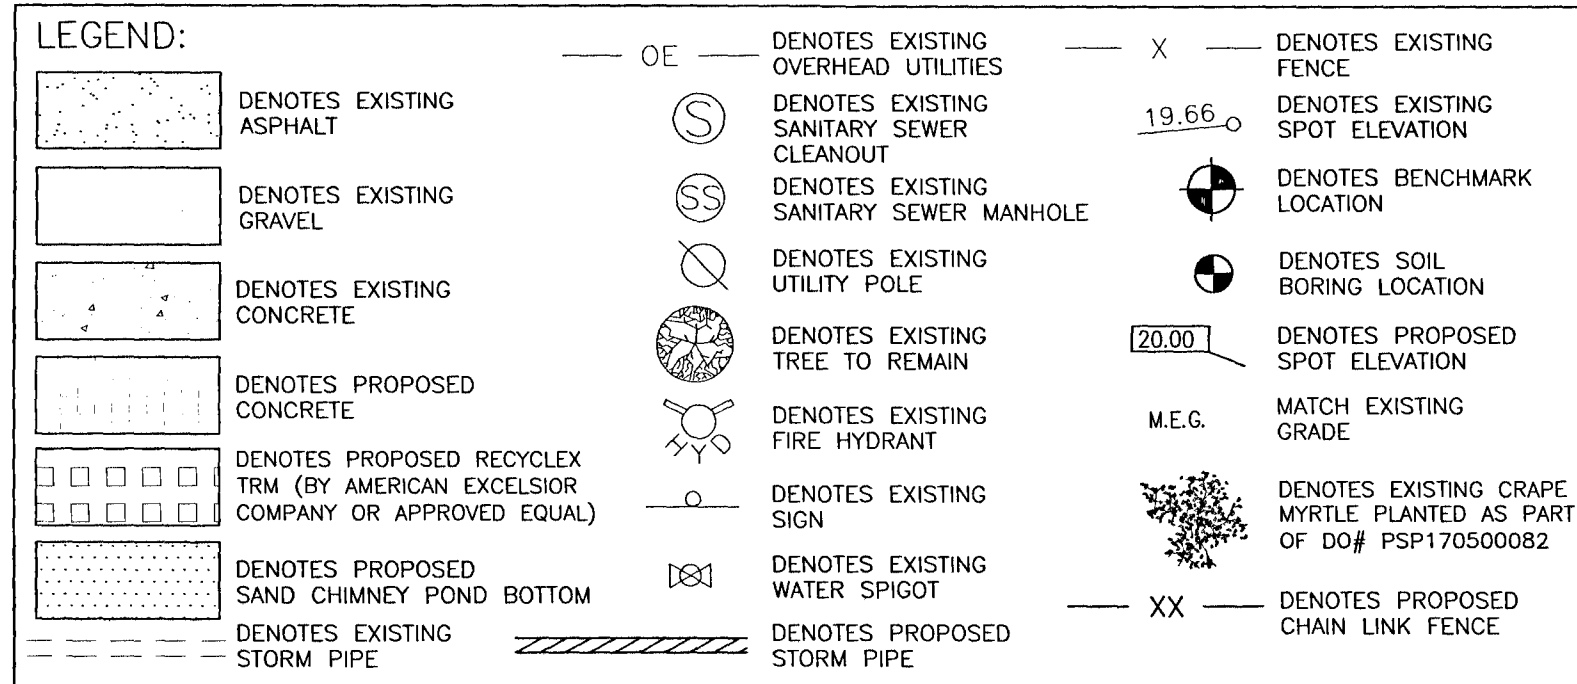 LEGEND:
DENOTES EXISTING
ASPHALT
DENOTES EXISTING
GRAVEL
DENOTES EXISTING
CONCRETE
DENOTES PROPOSED
CONCRETE
DENOTES PROPOSED RECYCLEX
TRM (BY AMERICAN EXCELSIOR
COMPANY OR APPROVED EQUAL)
DENOTES PROPOSED
SAND CHIMNEY POND BOTTOM
DENOTES EXISTING
STORM PIPE
OE
DENOTES EXISTING
OVERHEAD UTILITIES
S
DENOTES EXISTING
SANITARY SEWER
CLEANOUT
SS
DENOTES EXISTING
SANITARY SEWER MANHOLE
DENOTES EXISTING
UTILITY POLE
DENOTES EXISTING
TREE TO REMAIN
HYD
DENOTES EXISTING
FIRE HYDRANT
DENOTES EXISTING
SIGN
DENOTES EXISTING
WATER SPIGOT
DENOTES PROPOSED
STORM PIPE
X
DENOTES EXISTING
FENCE
19.66
DENOTES EXISTING
SPOT ELEVATION
DENOTES BENCHMARK
LOCATION
DENOTES SOIL
BORING LOCATION
20.00
DENOTES PROPOSED
SPOT ELEVATION
M.E.G.
MATCH EXISTING
GRADE
DENOTES EXISTING CRAPE
MYRTLE PLANTED AS PART
OF DO# PSP170500082
XX
DENOTES PROPOSED
CHAIN LINK FENCE